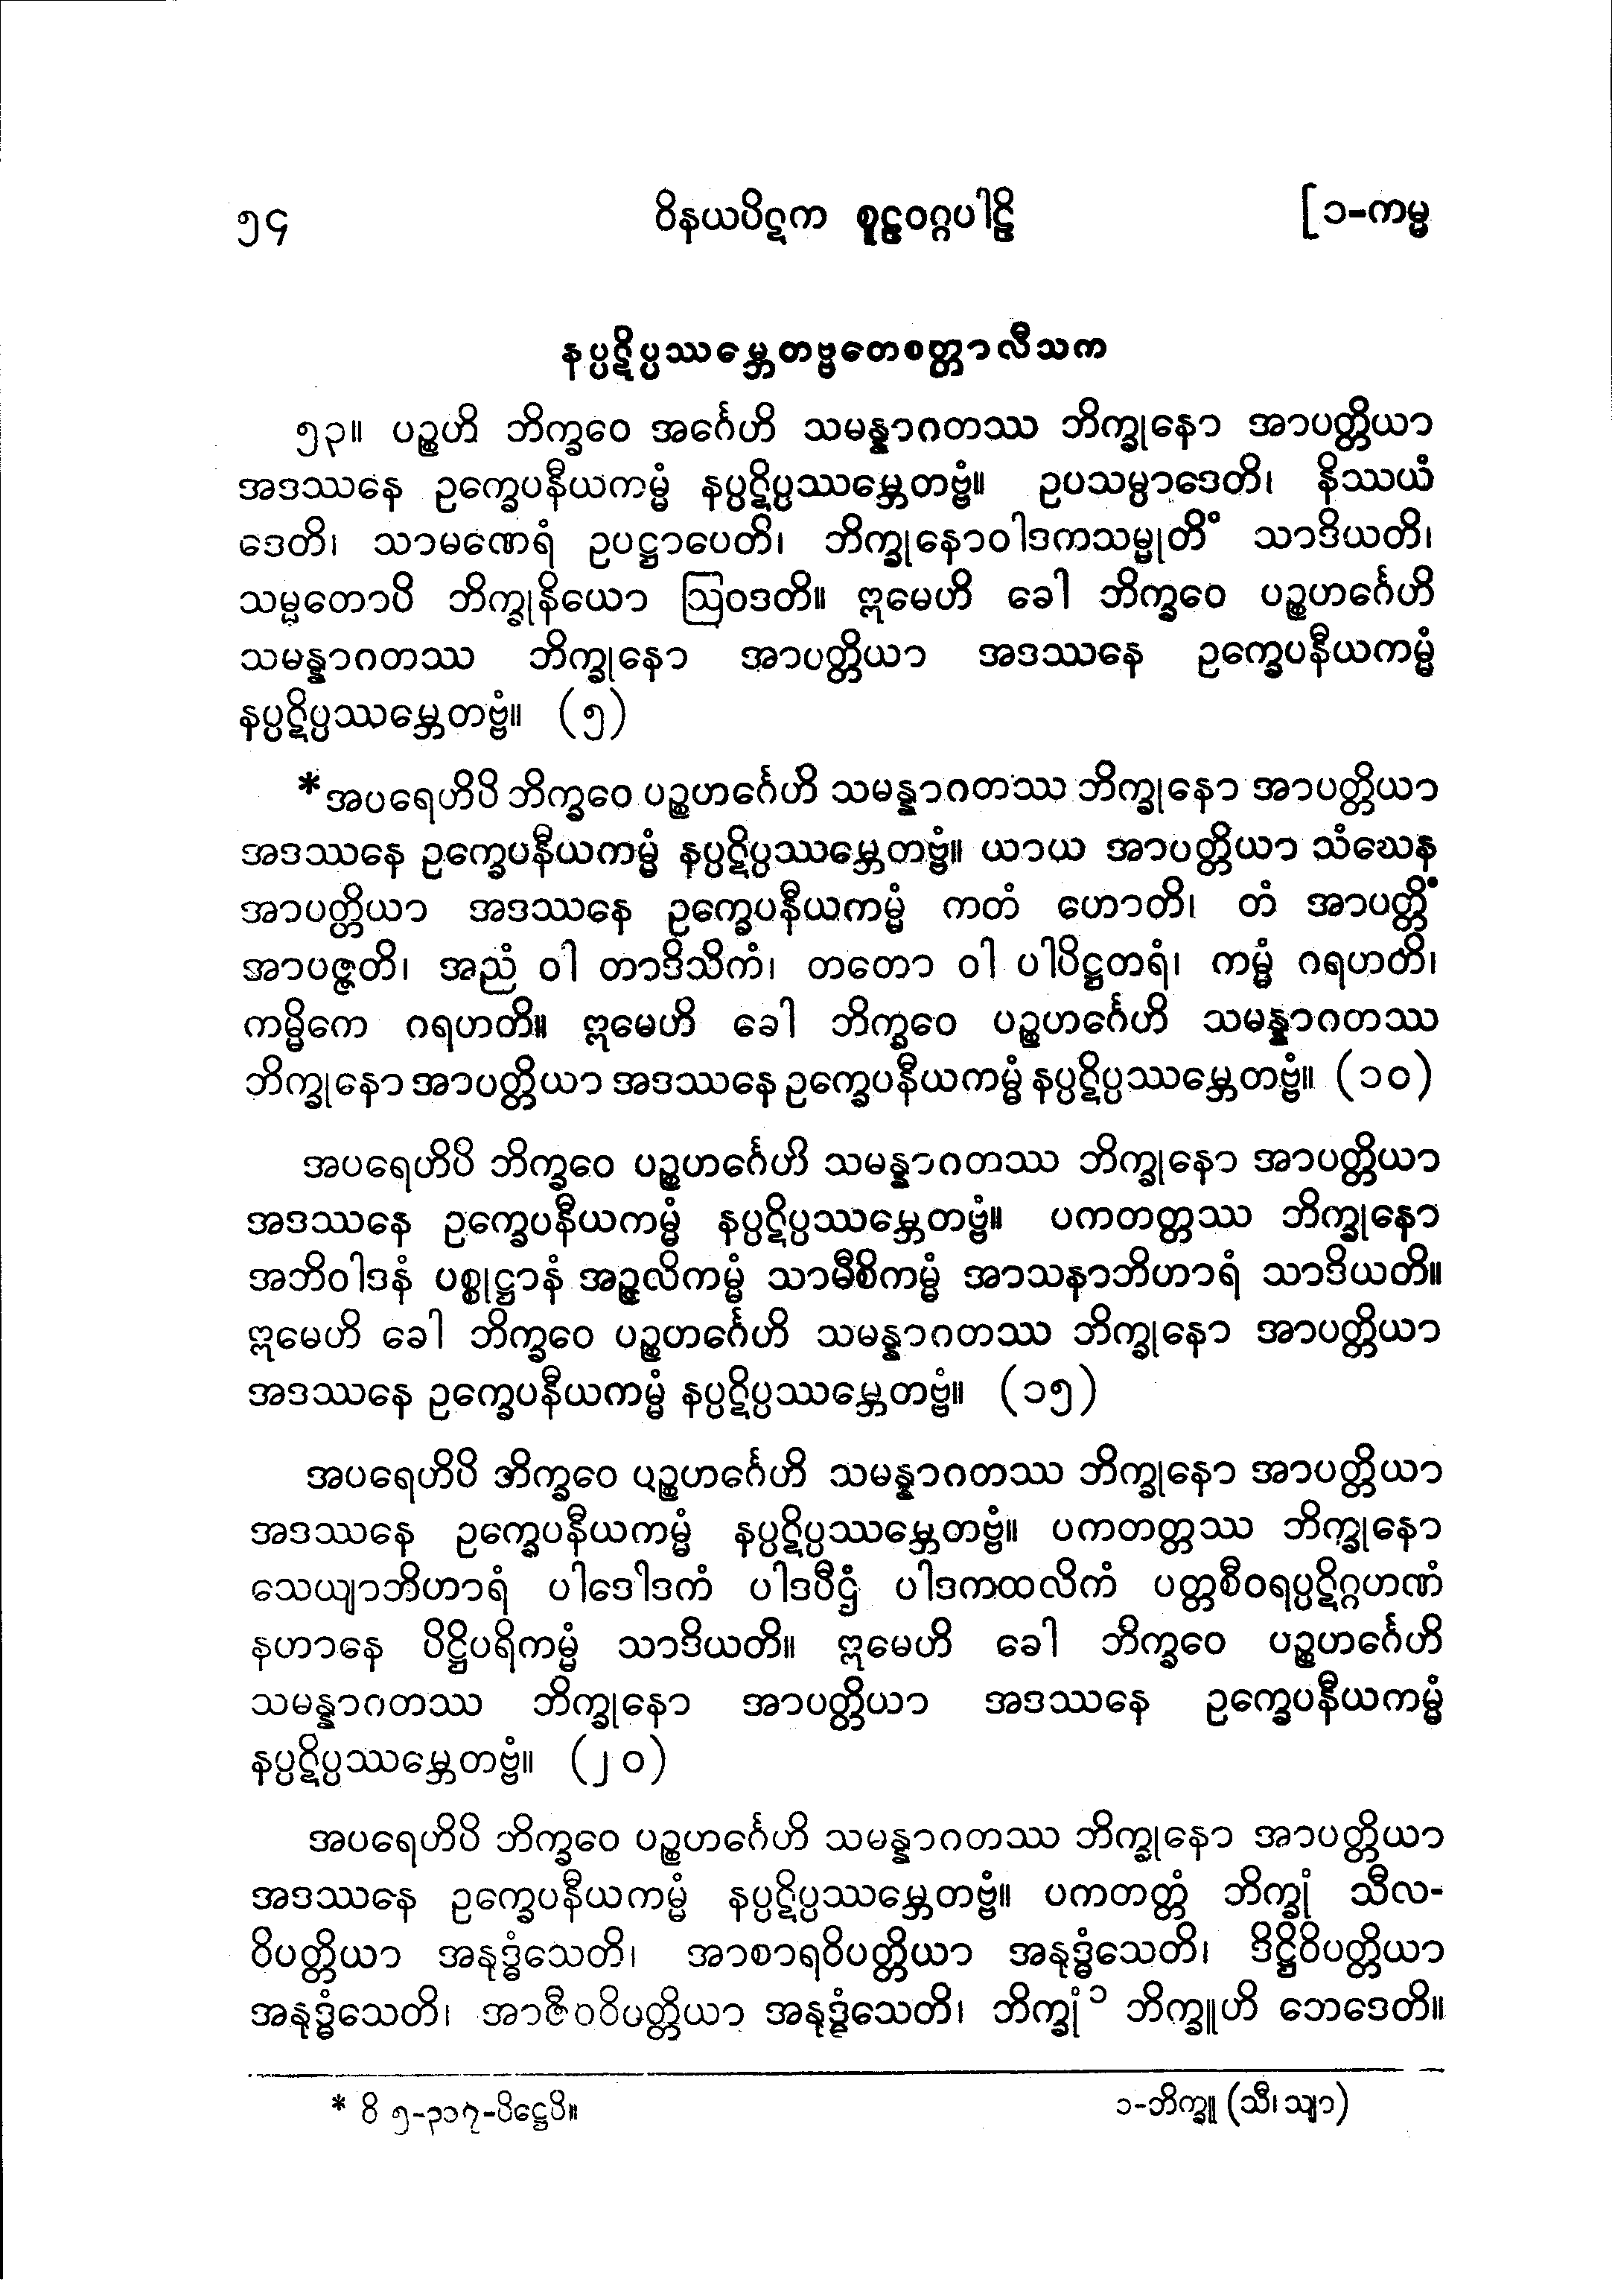 ၅၄ ဝိနယပိဋက စူဠဝဂ္ဂပါဠိ [၁-ကမ္မ
နပ္ပဋိပ္ပဿမ္ဘေတဗ္ဗတေစတ္တာလီသက
၅၃။ ပဉ္စဟိ ဘိက္ခဝေ အင်္ဂေဟိ သမန္နာဂတဿ ဘိက္ခုနော အာပတ္တိယာ
အဒဿနေ ဥက္ခေပနီယကမ္မံ နပ္ပဋိပ္ပဿမ္ဘေတဗ္ဗံ။ ဥပသမ္ပာဒေတိ၊ နိဿယံ
ဒေတိ၊ သာမဏေရံ ဥပဋ္ဌာပေတိ၊ ဘိက္ခုနောဝါဒကသမ္မုတိံ သာဒိယတိ၊
သမ္မတောပိ ဘိက္ခုနိယော ဩဝဒတိ။ ဣမေဟိ ခေါ ဘိက္ခဝေ ပဉ္စဟင်္ဂေဟိ
သမန္နာဂတဿ ဘိက္ခုနော အာပတ္တိယာ အဒဿနေ ဥက္ခေပနီယကမ္မံ
နပ္ပဋိပ္ပဿမ္ဘေတဗ္ဗံ။ (၅)
*အပရေဟိပိ ဘိက္ခဝေ ပဉ္စဟင်္ဂေဟိ သမန္နာဂတဿ ဘိက္ခုနော အာပတ္တိယာ
အဒဿနေ ဥက္ခေပနီယကမ္မံ နပ္ပဋိပ္ပဿမ္ဘေတဗ္ဗံ။ ယာယ အာပတ္တိယာ သံဃေန
အာပတ္တိယာ အဒဿနေ ဥက္ခေပနီယကမ္မံ ကတံ ဟောတိ၊ တံ အာပတ္တိံ
အာပဇ္ဇတိ၊ အညံ ဝါ တာဒိသိကံ၊ တတော ဝါ ပါပိဋ္ဌတရံ၊ ကမ္မံ ဂရဟတိ၊
ကမ္မိကေ ဂရဟတိ။ ဣမေဟိ ခေါ ဘိက္ခဝေ ပဉ္စဟင်္ဂေဟိ သမန္နာဂတဿ
ဘိက္ခုနော အာပတ္တိယာ အဒဿနေ ဥက္ခေပနီယကမ္မံ နပ္ပဋိပ္ပဿမ္ဘေတဗ္ဗံ။ (၁၀)
အပရေဟိပိ ဘိက္ခဝေ ပဉ္စဟင်္ဂေဟိ သမန္နာဂတဿ ဘိက္ခုနော အာပတ္တိယာ
အဒဿနေ ဥက္ခေပနီယကမ္မံ နပ္ပဋိပ္ပဿမ္ဘေတဗ္ဗံ။ ပကတတ္တဿ ဘိက္ခုနော
အဘိဝါဒနံ ပစ္စုဋ္ဌာနံ အဉ္ဇလိကမ္မံ သာမီစိကမ္မံ အာသနာဘိဟာရံ သာဒိယတိ။
ဣမေဟိ ခေါ ဘိက္ခဝေ ပဉ္စဟင်္ဂေဟိ သမန္နာဂတဿ ဘိက္ခုနော အာပတ္တိယာ
အဒဿနေ ဥက္ခေပနီယကမ္မံ နပ္ပဋိပ္ပဿမ္ဘေတဗ္ဗံ။ (၁၅)
အပရေဟိပိ ဘိက္ခဝေ ပဉ္စဟင်္ဂေဟိ သမန္နာဂတဿ ဘိက္ခုနော အာပတ္တိယာ
အဒဿနေ ဥက္ခေပနီယကမ္မံ နပ္ပဋိပ္ပဿမ္ဘေတဗ္ဗံ။ ပကတတ္တဿ ဘိက္ခုနော
သေယျာဘိဟာရံ ပါဒေါဒကံ ပါဒပီဌံ ပါဒကထလိကံ ပတ္တစီဝရပ္ပဋိဂ္ဂဟဏံ
နဟာနေ ပိဋ္ဌိပရိကမ္မံ သာဒိယတိ။ ဣမေဟိ ခေါ ဘိက္ခဝေ ပဉ္စဟင်္ဂေဟိ
သမန္နာဂတဿ ဘိက္ခုနော အာပတ္တိယာ အဒဿနေ ဥက္ခေပနီယကမ္မံ
နပ္ပဋိပ္ပဿမ္ဘေတဗ္ဗံ။ (၂၀)
အပရေဟိပိ ဘိက္ခဝေ ပဉ္စဟင်္ဂေဟိ သမန္နာဂတဿ ဘိက္ခုနော အာပတ္တိယာ
အဒဿနေ ဥက္ခေပနီယကမ္မံ နပ္ပဋိပ္ပဿမ္ဘေတဗ္ဗံ။ ပကတတ္တံ ဘိက္ခုံ သီလ-
ဝိပတ္တိယာ အနုဒ္ဓံသေတိ၊ အာစာရဝိပတ္တိယာ အနုဒ္ဓံသေတိ၊ ဒိဋ္ဌိဝိပတ္တိယာ
အနုဒ္ဓံသေတိ၊ အာဇီဝဝိပတ္တိယာ အနုဒ္ဓံသေတိ၊ ဘိက္ခုံ ၁ ဘိက္ခူဟိ ဘေဒေတိ။
* ဝိ ၅-၃၁၇-ပိဋ္ဌေပိ။ ၁-ဘိက္ခူ (သီ၊ သျာ)